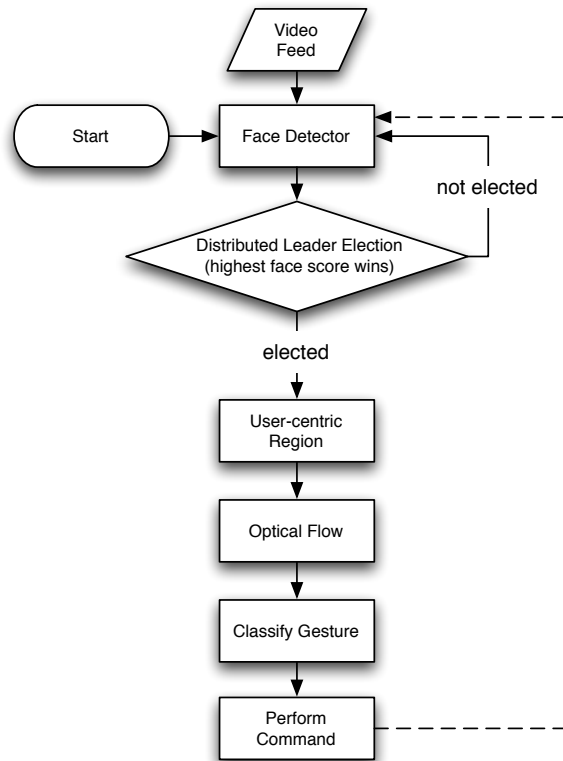 Video
Feed
Start
Face Detector
not elected
Distributed Leader Election
(highest face score wins)
elected
User-centric
Region
Optical Flow
Classify Gesture
Perform
Command